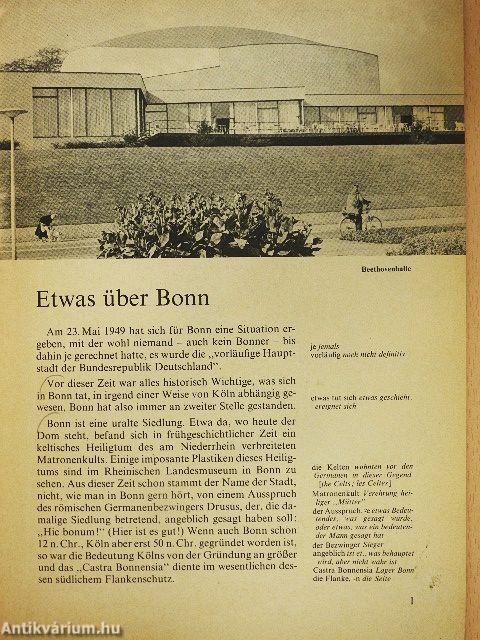 Beethovenhalle
Etwas über Bonn
Am 23. Mai 1949 hat sich für Bonn eine Situation er-
geben, mit der wohl niemand – auch kein Bonner – bis
dahin je gerechnet hatte, es wurde die „vorläufige Haupt-
stadt der Bundesrepublik Deutschland“.
Vor dieser Zeit war alles historisch Wichtige, was sich
in Bonn tat, in irgend einer Weise von Köln abhängig ge-
wesen. Bonn hat also immer an zweiter Stelle gestanden.
Bonn ist eine uralte Siedlung. Etwa da, wo heute der
Dom steht, befand sich in frühgeschichtlicher Zeit ein
keltisches Heiligtum des am Niederrhein verbreiteten
Matronenkults. Einige imposante Plastiken dieses Heilig-
tums sind im Rheinischen Landesmuseum in Bonn zu
sehen. Aus dieser Zeit schon stammt der Name der Stadt,
nicht, wie man in Bonn gern hört, von einem Ausspruch
des römischen Germanenbezwingers Drusus, der, die da-
malige Siedlung betretend, angeblich gesagt haben soll:
„Hic bonum!“ (Hier ist es gut!) Wenn auch Bonn schon
12 n. Chr., Köln aber erst 50 n. Chr. gegründet worden ist,
so war die Bedeutung Kölns von der Gründung an größer
und das „Castra Bonnensia“ diente im wesentlichen des-
sen südlichem Flankenschutz.
je jemals
vorläufig noch nicht definitiv
etwas tut sich etwas geschieht,
ereignet sich
die Kelten wohnten vor den
Germanen in dieser Gegend
[the Celts; les Celtes]
Matronenkult Verehrung hei-
liger „Mütter“
der Ausspruch, ⸚e etwas Bedeu-
tendes, was gesagt wurde,
oder etwas, was ein bedeuten-
der Mann gesagt hat
der Bezwinger Sieger
angeblich ist et., was behauptet
wird, aber nicht wahr ist
Castra Bonnensia Lager Bonn
die Flanke, -n die Seite
1
Antikvárium.hu